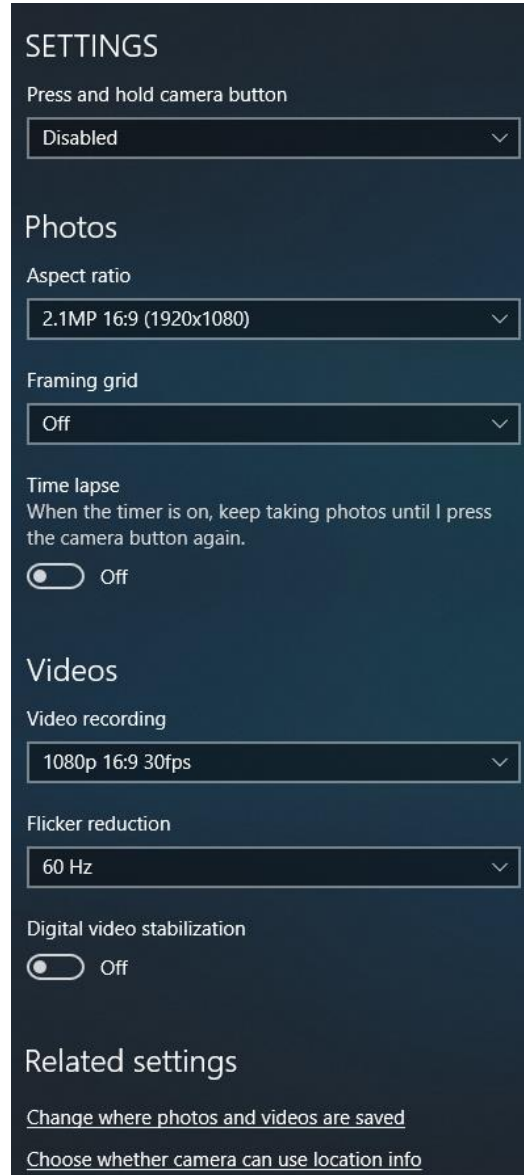 SETTINGS
Press and hold camera button
Disabled
Photos
Aspect ratio
2.1MP 16:9 (1920x1080)
Framing grid
Off
Time lapse
When the timer is on, keep taking photos until I press
the camera button again.
Off
Videos
Video recording
1080p 16:9 30fps
Flicker reduction
60 Hz
Digital video stabilization
Off
Related settings
Change where photos and videos are saved
Choose whether camera can use location info